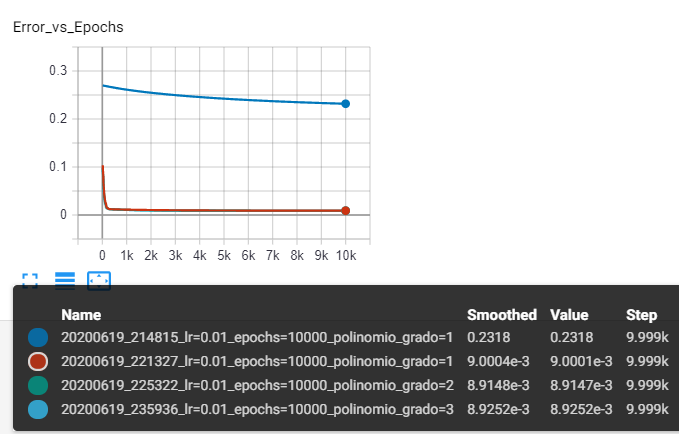 Error_vs_Epochs
0.3
0.2
0.1
0
0 1k 2k 3k 4k 5k 6k 7k 8k 9k 10k
Name Smoothed Value Step
20200619_214815_lr=0.01_epochs=10000_polinomio_grado=1 0.2318 0.2318 9.999k
20200619_221327_lr=0.01_epochs=10000_polinomio_grado=1 9.0004e-3 9.0001e-3 9.999k
20200619_225322_lr=0.01_epochs=10000_polinomio_grado=2 8.9148e-3 8.9147e-3 9.999k
20200619_235936_lr=0.01_epochs=10000_polinomio_grado=3 8.9252e-3 8.9252e-3 9.999k